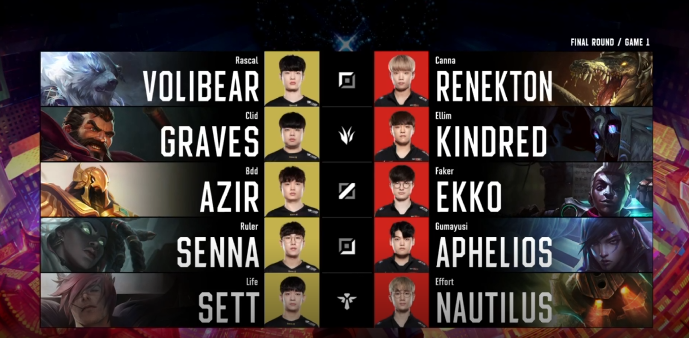 FINAL ROUND / GAME 1
Rascal
VOLIBEAR
Canna
RENEKTON
Clid
GRAVES
Ellim
KINDRED
Bdd
AZIR
Faker
EKKO
Ruler
SENNA
Gumayusi
APHELIOS
Life
SETT
Effort
NAUTILUS